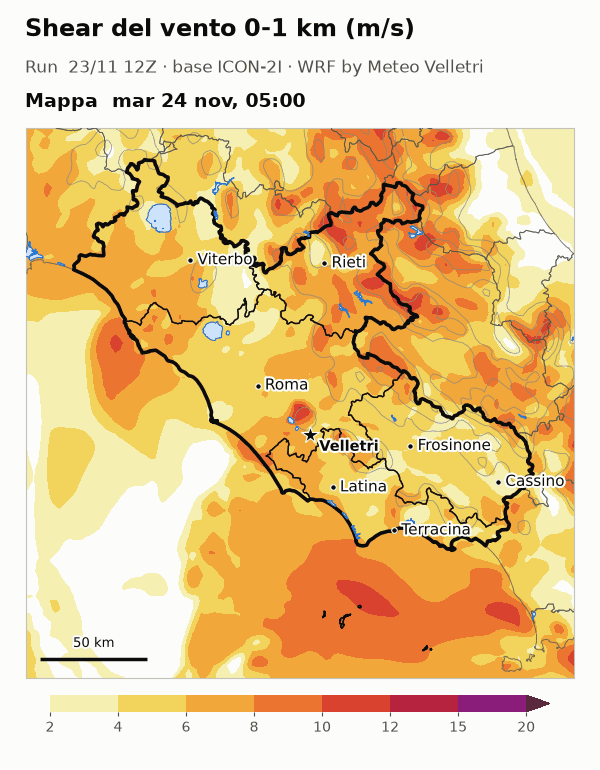 Shear del vento 0-1 km (m/s)
Run  23/11 12Z · base ICON-2I · WRF by Meteo Velletri
Mappa  mar 24 nov, 05:00
Viterbo
Rieti
Roma
Velletri
Frosinone
Cassino
Latina
Terracina
50 km
2 4 6 8 10 12 15 20